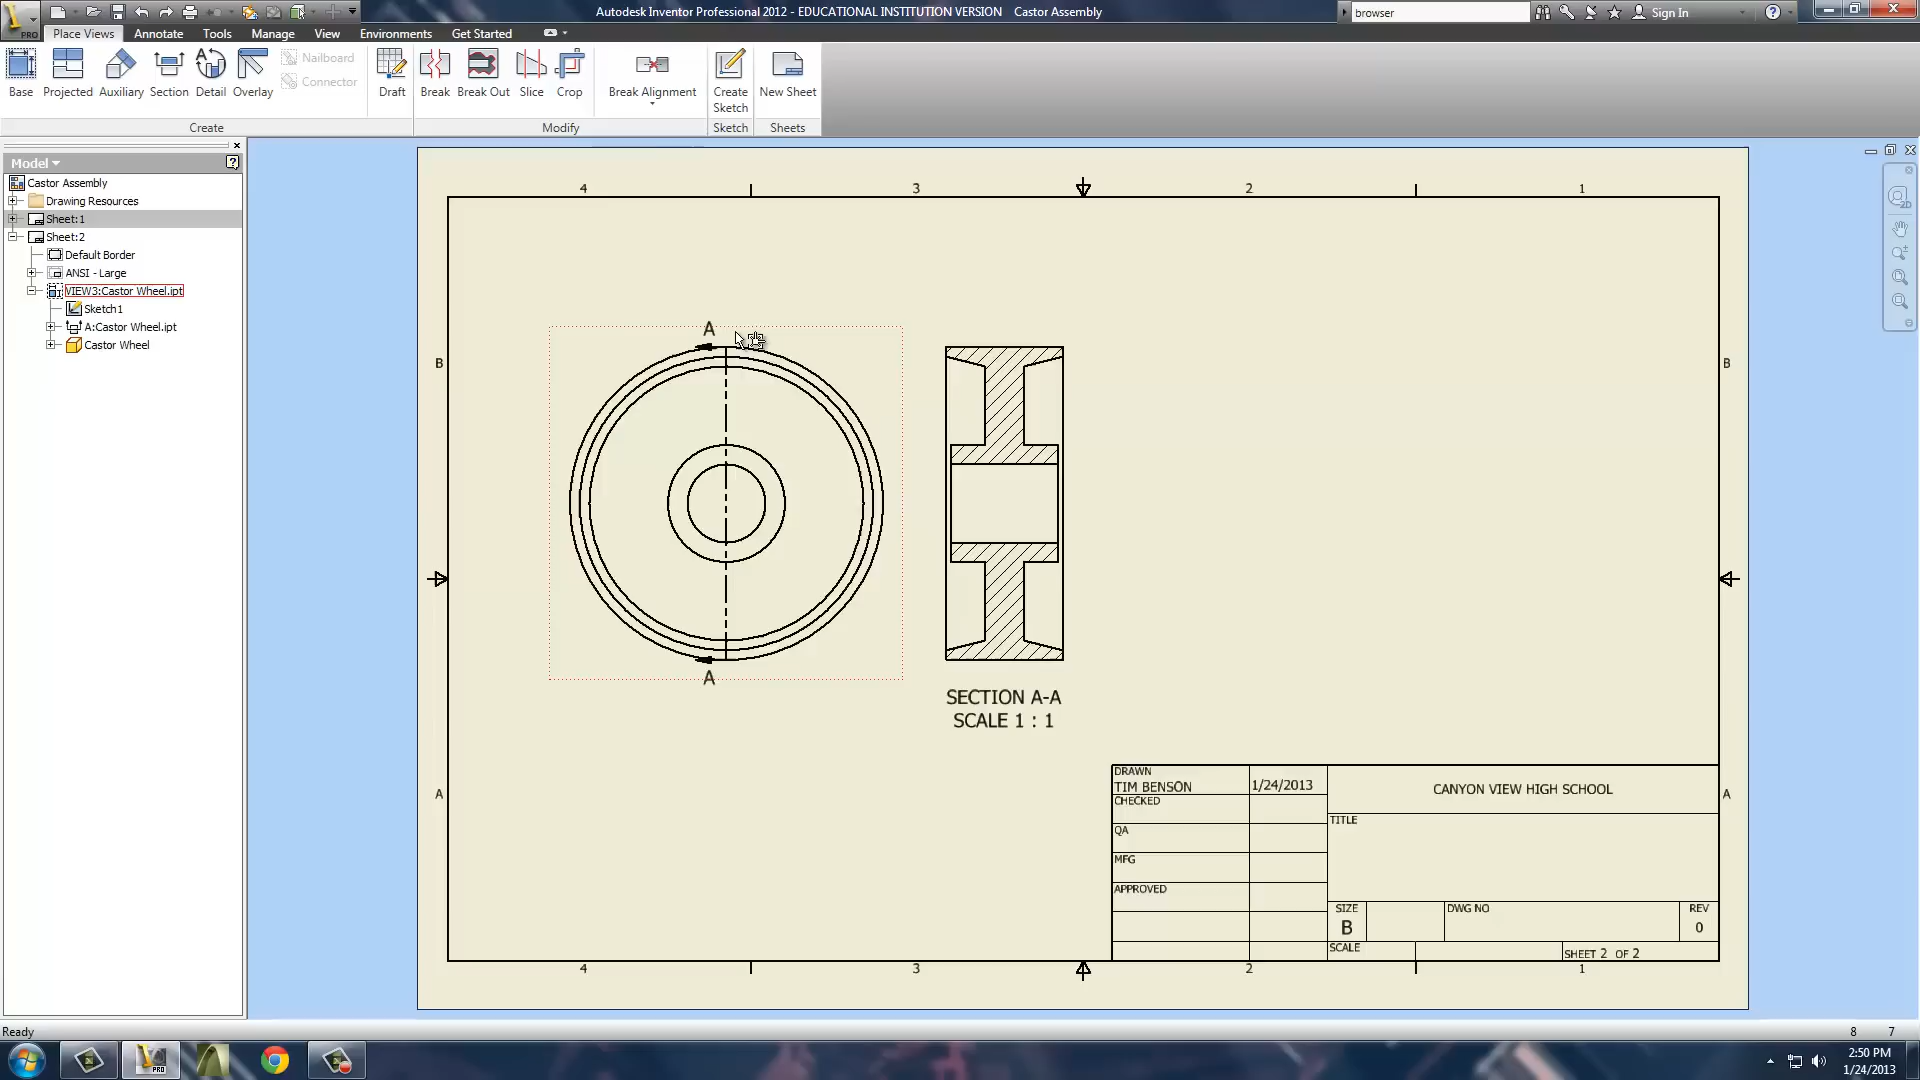 Autodesk Inventor Professional 2012 - EDUCATIONAL INSTITUTION VERSION Castor Assembly
browser
Sign In
PRO
Place Views Annotate Tools Manage View Environments Get Started
Base Projected Auxiliary Section Detail Overlay
Nailboard
Connector
Draft
Break Break Out Slice Crop
Break Alignment
Create
Sketch
New Sheet
Create
Modify
Sketch
Sheets
Model
Castor Assembly
Drawing Resources
Sheet:1
Sheet:2
Default Border
ANSI - Large
VIEW3:Castor Wheel.ipt
Sketch1
A:Castor Wheel.ipt
Castor Wheel
4 3 2 1
2D
A
B B
A
SECTION A-A
SCALE 1 : 1
A A
DRAWN
TIM BENSON
1/24/2013
CHECKED
QA
MFG
APPROVED
CANYON VIEW HIGH SCHOOL
TITLE
SIZE
B
DWG NO
REV
0
SCALE
SHEET 2 OF 2
4 3 2 1
Ready
8 7
PRO
2:50 PM
1/24/2013